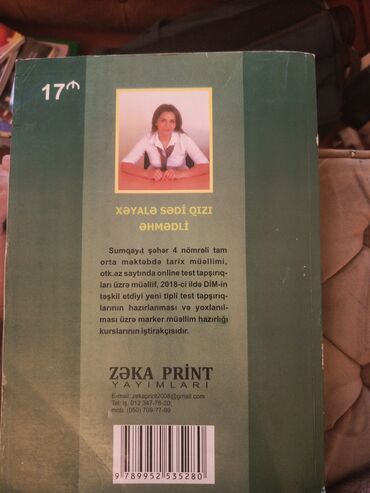 17₼
XƏYALƏ SƏDİ QIZI
ƏHMƏDLİ
Sumqayıt şəhər 4 nömrəli tam
orta məktəbdə tarix müəllimi,
otk.az saytında online test tapşırıq-
ları üzrə müəllif, 2018-ci ildə DİM-in
təşkil etdiyi yeni tipli test tapşırıq-
larının hazırlanması və yoxlanıl-
ması üzrə marker müəllim hazırlığı
kurslarının iştirakçısıdır.
ZƏKA PRİNT
YAYIMLARI
E-mail: zekaprint2008@gmail.com
Tel: iş. 012 347-76-20;
mob. (050) 709-77-99
9 789952 535280